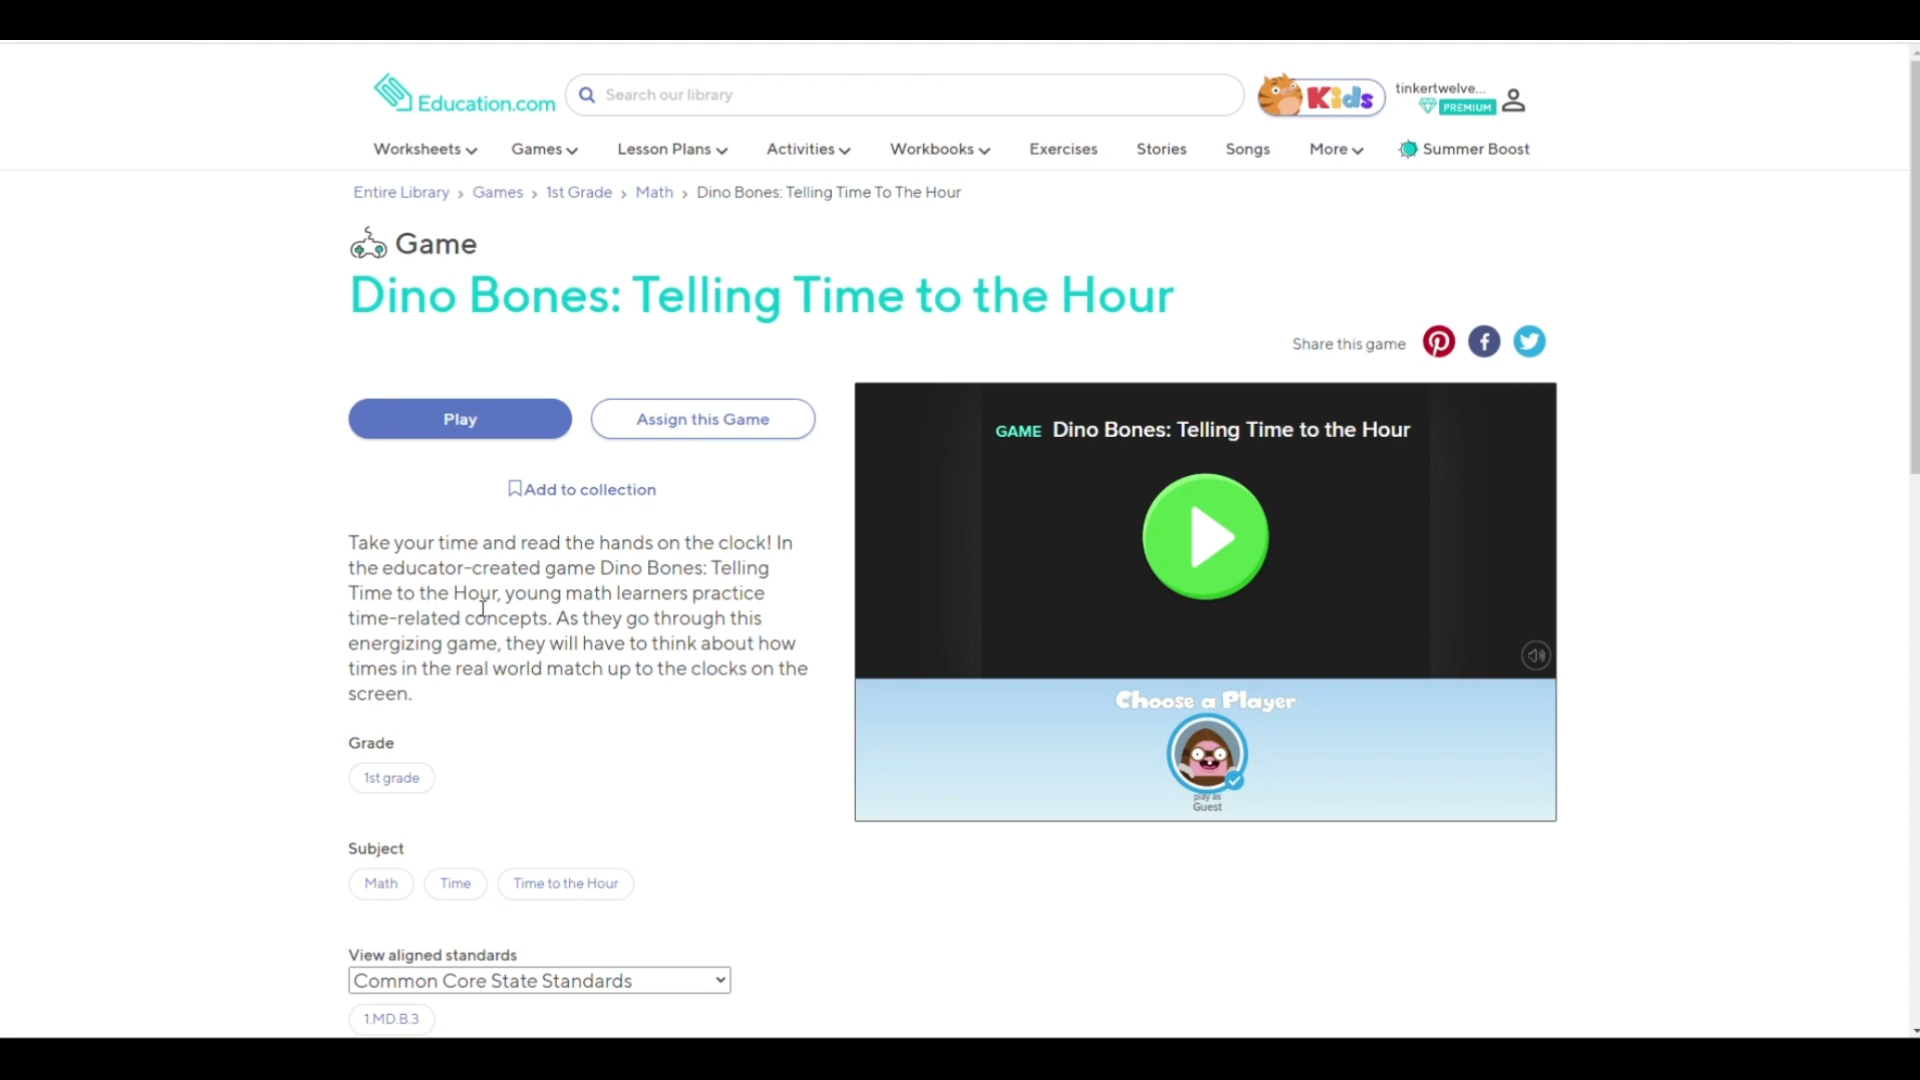 Education.com
Search our library
Kids
tinkertwelve...
PREMIUM
Worksheets
Games
Lesson Plans
Activities
Workbooks
Exercises
Stories
Songs
More
Summer Boost
Entire Library > Games > 1st Grade > Math > Dino Bones: Telling Time To The Hour
Game
Dino Bones: Telling Time to the Hour
Share this game
Play
Assign this Game
Add to collection
Take your time and read the hands on the clock! In
the educator-created game Dino Bones: Telling
Time to the Hour, young math learners practice
time-related concepts. As they go through this
energizing game, they will have to think about how
times in the real world match up to the clocks on the
screen.
Grade
1st grade
Subject
Math
Time
Time to the Hour
View aligned standards
Common Core State Standards
1.MD.B.3
GAME Dino Bones: Telling Time to the Hour
Choose a Player
play as
Guest